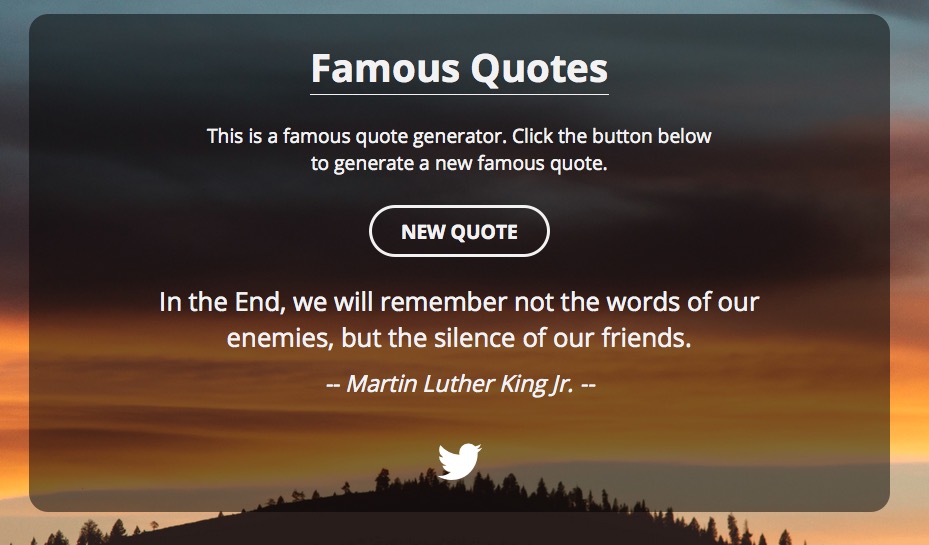 Famous Quotes
This is a famous quote generator. Click the button below
to generate a new famous quote.
NEW QUOTE
In the End, we will remember not the words of our
enemies, but the silence of our friends.
-- Martin Luther King Jr. --